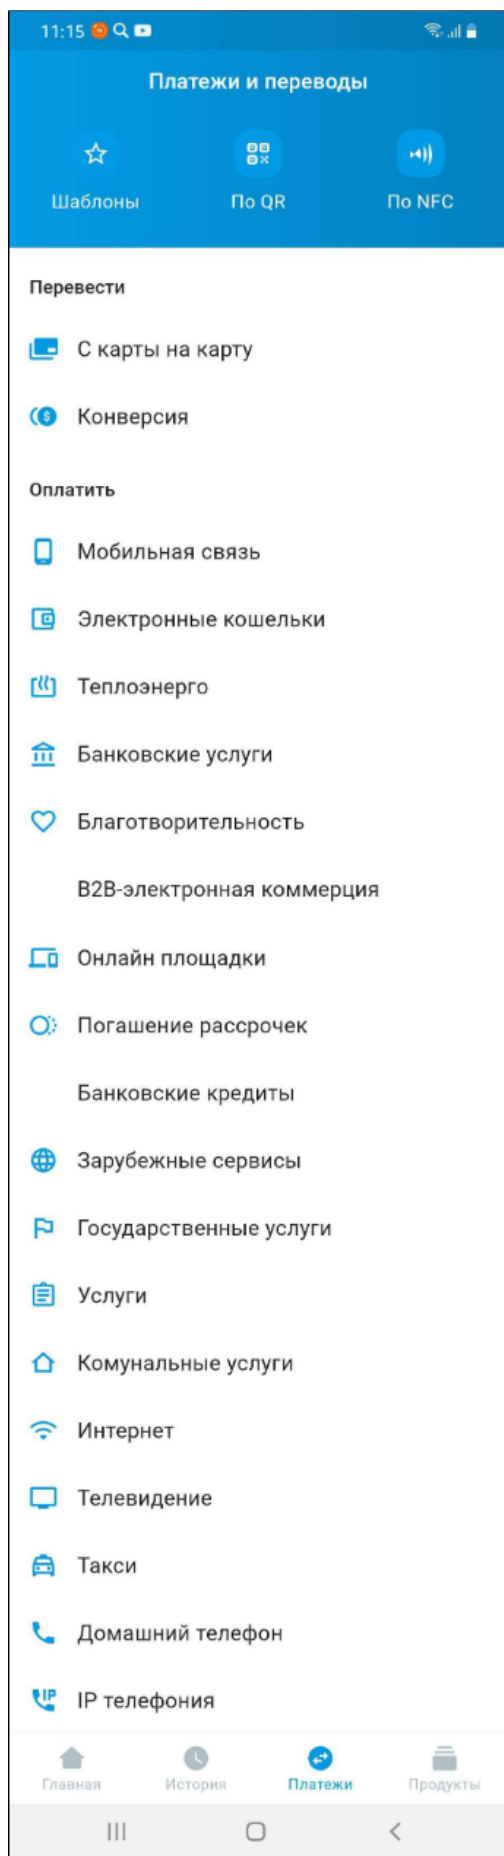 11:15
Платежи и переводы
Шаблоны
По QR
По NFC
Перевести
С карты на карту
Конверсия
Оплатить
Мобильная связь
Электронные кошельки
Теплоэнерго
Банковские услуги
Благотворительность
B2B-электронная коммерция
Онлайн площадки
Погашение рассрочек
Банковские кредиты
Зарубежные сервисы
Государственные услуги
Услуги
Комунальные услуги
Интернет
Телевидение
Такси
Домашний телефон
IP
IP телефония
Главная
История
Платежи
Продукты